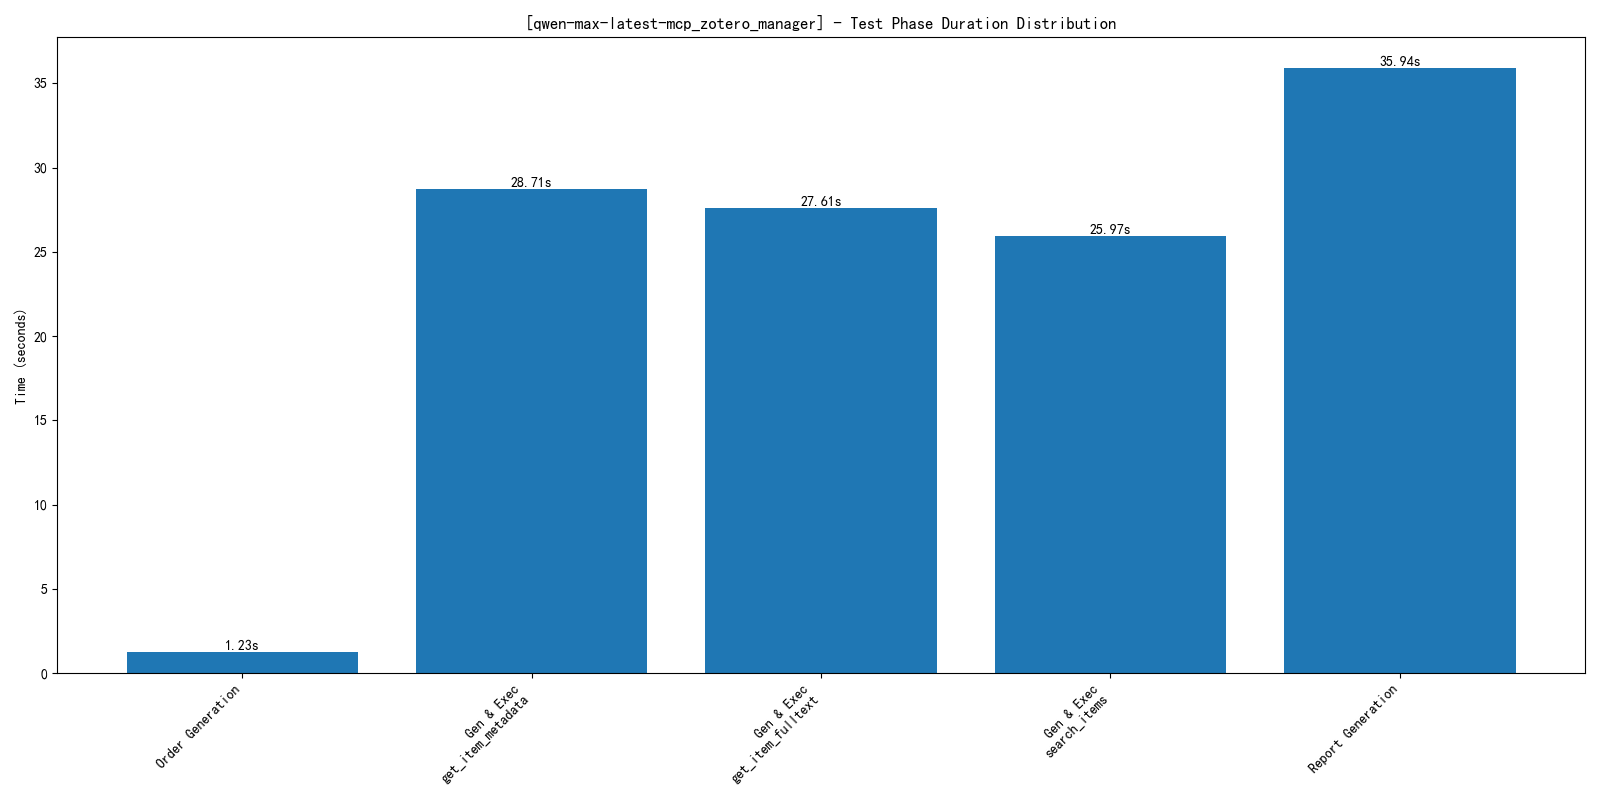 [qwen-max-latest-mcp_zotero_manager] - Test Phase Duration Distribution
Time (seconds)
35
30
25
20
15
10
5
0
1.23s
28.71s
27.61s
25.97s
35.94s
Order Generation
Gen & Exec
get_item_metadata
Gen & Exec
get_item_fulltext
Gen & Exec
search_items
Report Generation